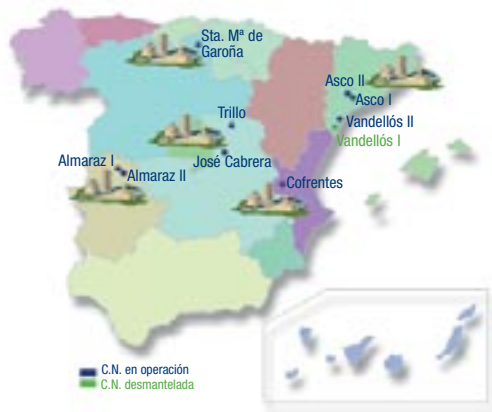 Sta. Mª de
Garoña
Asco II
Asco I
Trillo
Vandellós II
Vandellós I
José Cabrera
Almaraz I
Almaraz II
Cofrentes
C.N. en operación
C.N. desmantelada